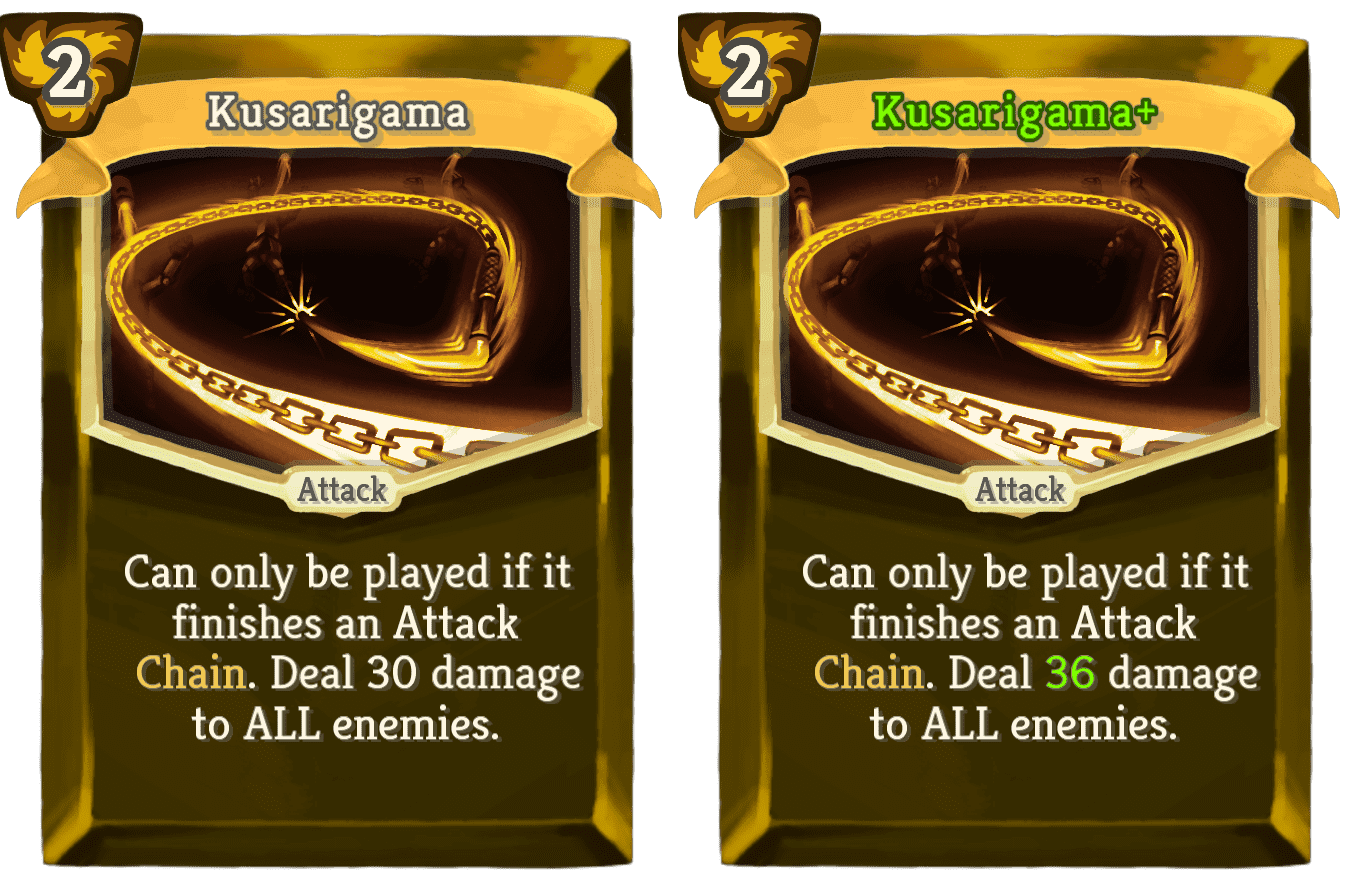 2
Kusarigama
Attack
Can only be played if it
finishes an Attack
Chain. Deal 30 damage
to ALL enemies.
2
Kusarigama+
Attack
Can only be played if it
finishes an Attack
Chain. Deal 36 damage
to ALL enemies.